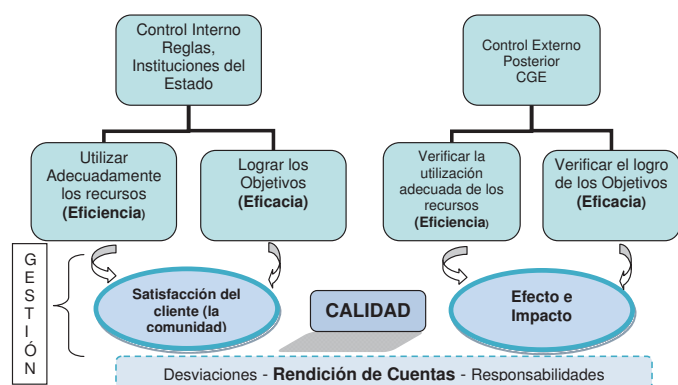 Control Interno
Reglas,
Instituciones del
Estado
Control Externo
Posterior
CGE
Utilizar
Adecuadamente
los recursos
(Eficiencia)
Lograr los
Objetivos
(Eficacia)
Verificar la
utilización
adecuada de los
recursos
(Eficiencia)
Verificar el logro
de los Objetivos
(Eficacia)
GESTIÓN
Satisfacción del
cliente (la
comunidad)
CALIDAD
Efecto e
Impacto
Desviaciones - Rendición de Cuentas - Responsabilidades